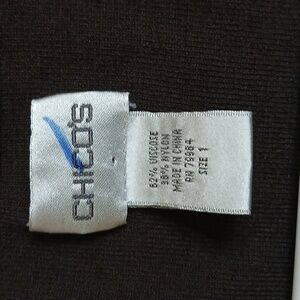 CHICO'S
62% VISCOSE
38% NYLON
MADE IN CHINA
RN 79984
SIZE 1